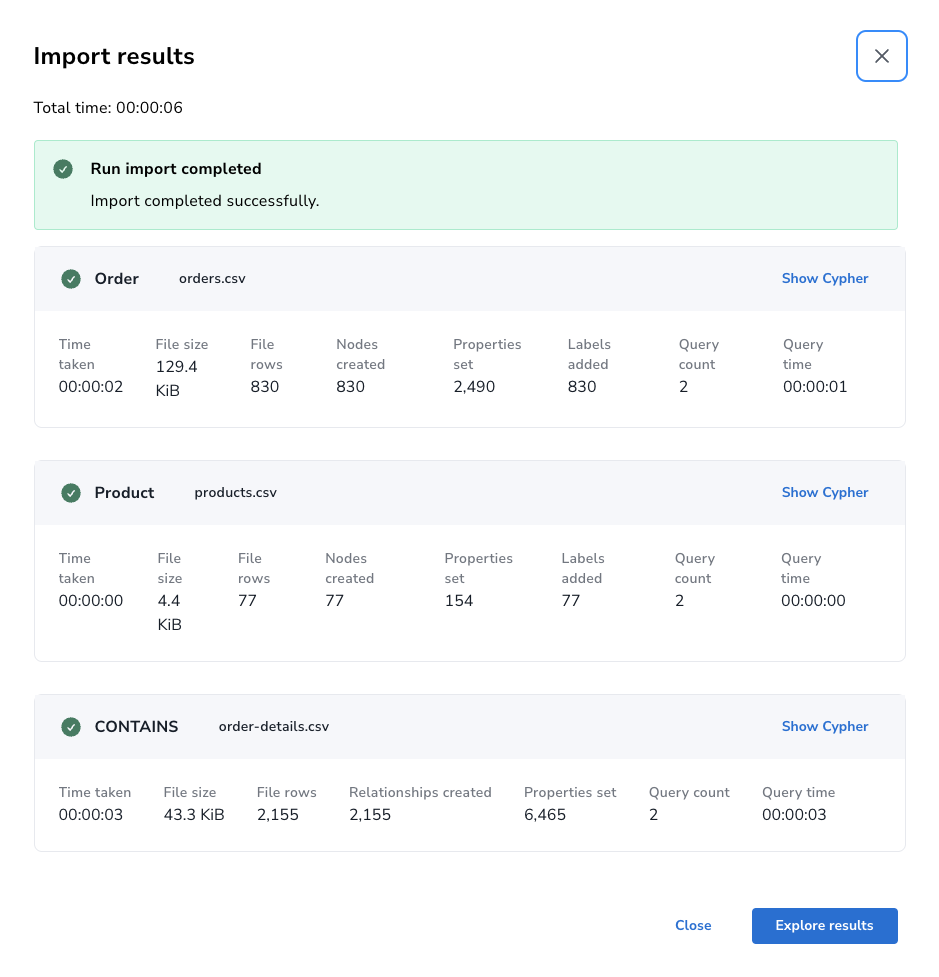 Import results
Total time: 00:00:06
Run import completed
Import completed successfully.
Order orders.csv Show Cypher
Time taken File size File rows Nodes created Properties set Labels added Query count Query time
00:00:02 129.4 KiB 830 830 2,490 830 2 00:00:01
Product products.csv Show Cypher
Time taken File size File rows Nodes created Properties set Labels added Query count Query time
00:00:00 4.4 KiB 77 77 154 77 2 00:00:00
CONTAINS order-details.csv Show Cypher
Time taken File size File rows Relationships created Properties set Query count Query time
00:00:03 43.3 KiB 2,155 2,155 6,465 2 00:00:03
Close Explore results